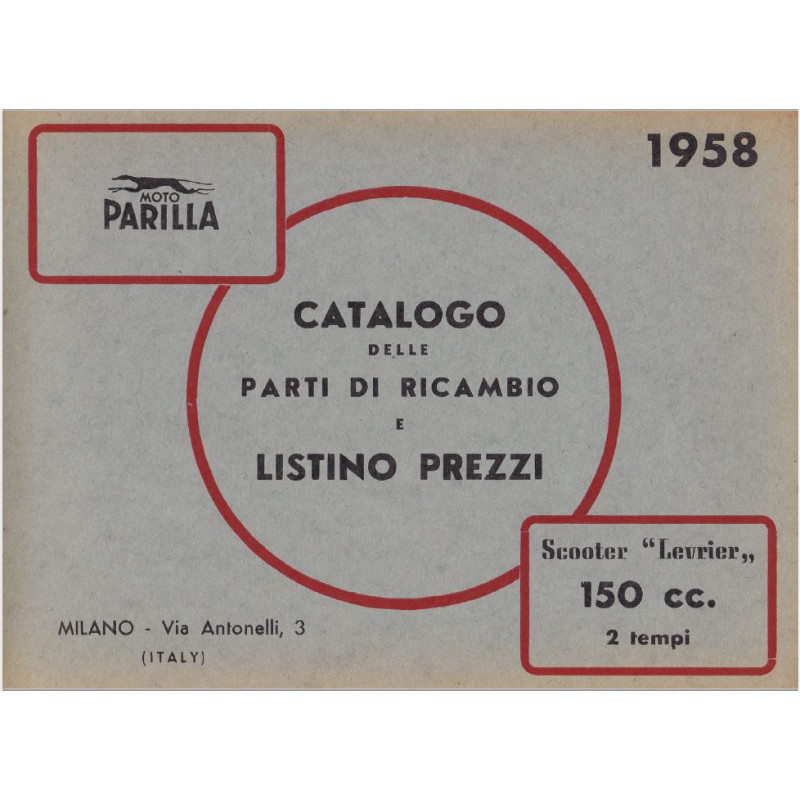 MOTO
PARILLA
1958
CATALOGO
DELLE
PARTI DI RICAMBIO
E
LISTINO PREZZI
Scooter “Levrier„
150 cc.
2 tempi
MILANO - Via Antonelli, 3
(ITALY)